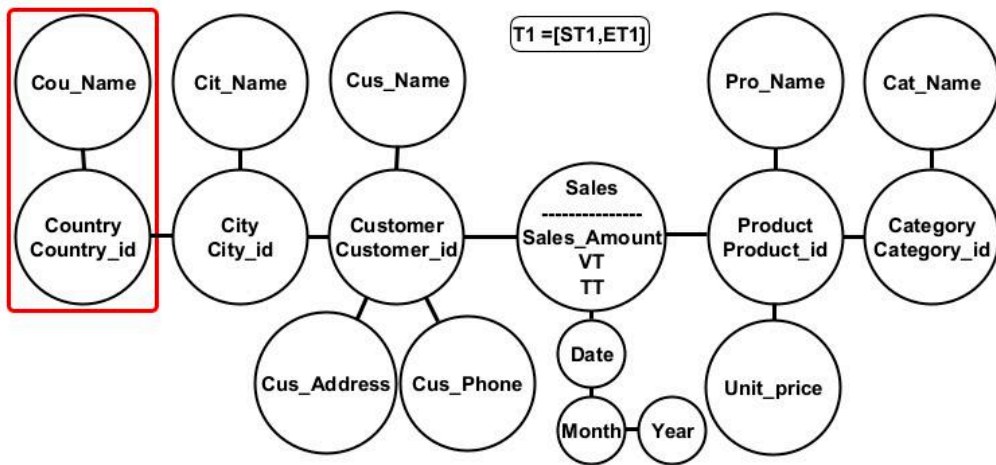 T1 =[ST1,ET1]
Cou_Name
Cit_Name
Cus_Name
Pro_Name
Cat_Name
Country
Country_id
City
City_id
Customer
Customer_id
Sales
---------------
Sales_Amount
VT
TT
Product
Product_id
Category
Category_id
Cus_Address
Cus_Phone
Date
Month
Year
Unit_price